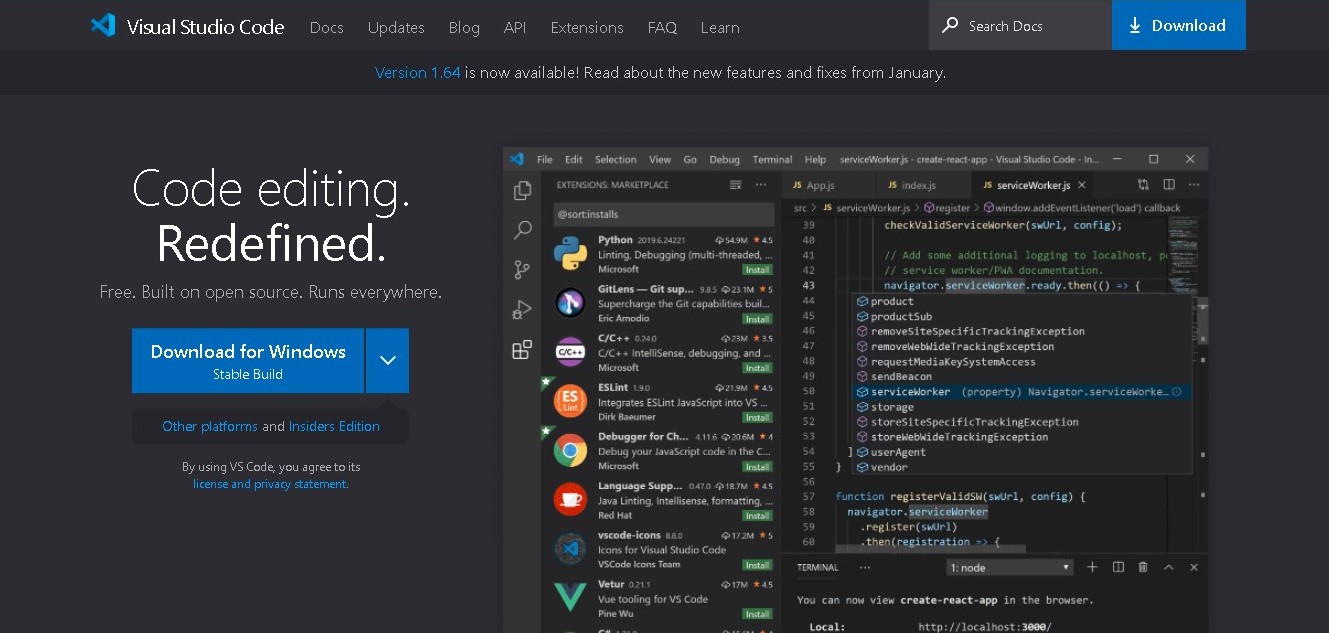 Visual Studio Code Docs Updates Blog API Extensions FAQ Learn Search Docs Download
Version 1.64 is now available! Read about the new features and fixes from January.
Code editing.
Redefined.
Free. Built on open source. Runs everywhere.
Download for Windows
Stable Build
Other platforms and Insiders Edition
By using VS Code, you agree to its
license and privacy statement.
File Edit Selection View Go Debug Terminal Help serviceWorker.js - create-react-app - Visual Studio Code - In...
EXTENSIONS: MARKETPLACE
@sort:installs
Python 2019.6.24221 54.9M ★ 4.5
Linting, Debugging (multi-threaded, ...
Microsoft Install
GitLens — Git sup... 9.8.5 23.1M ★ 5
Supercharge the Git capabilities buil...
Eric Amodio Install
C/C++
C/C++ 0.24.0 23M ★ 3.5
C/C++ IntelliSense, debugging, and ...
Microsoft Install
ES
Lint
ESLint 1.9.0 21.9M ★ 4.5
Integrates ESLint JavaScript into VS ...
Dirk Baeumer Install
Debugger for Ch... 4.11.6 20.6M ★ 4
Debug your JavaScript code in the C...
Microsoft Install
Language Supp... 0.47.0 18.7M ★ 4.5
Java Linting, Intellisense, formatting, ...
Red Hat Install
vscode-icons 8.8.0 17.2M ★ 5
Icons for Visual Studio Code
VSCode Icons Team Install
Vetur 0.21.1 17M ★ 4.5
Vue tooling for VS Code
Pine Wu Install
JS App.js JS index.js JS serviceWorker.js
src > JS serviceWorker.js > register > window.addEventListener('load') callback
39 checkValidServiceWorker(swUrl, config);
40
41 // Add some additional logging to localhost,
42 // service worker/PWA documentation.
43 navigator.serviceWorker.ready.then(() => {
44 product
45 productSub
46 removeSiteSpecificTrackingException
47 removeWebWideTrackingException
48 requestMediaKeySystemAccess
49 sendBeacon
50 serviceWorker (property) Navigator.serviceWorke...
51 storage
52 storeSiteSpecificTrackingException
53 storeWebWideTrackingException
54 ] userAgent
55 } vendor
56
57 function registerValidSW(swUrl, config) {
58 navigator.serviceWorker
59 .register(swUrl)
60 .then(registration => {
TERMINAL ... 1: node
You can now view create-react-app in the browser.
Local: http://localhost:3000/